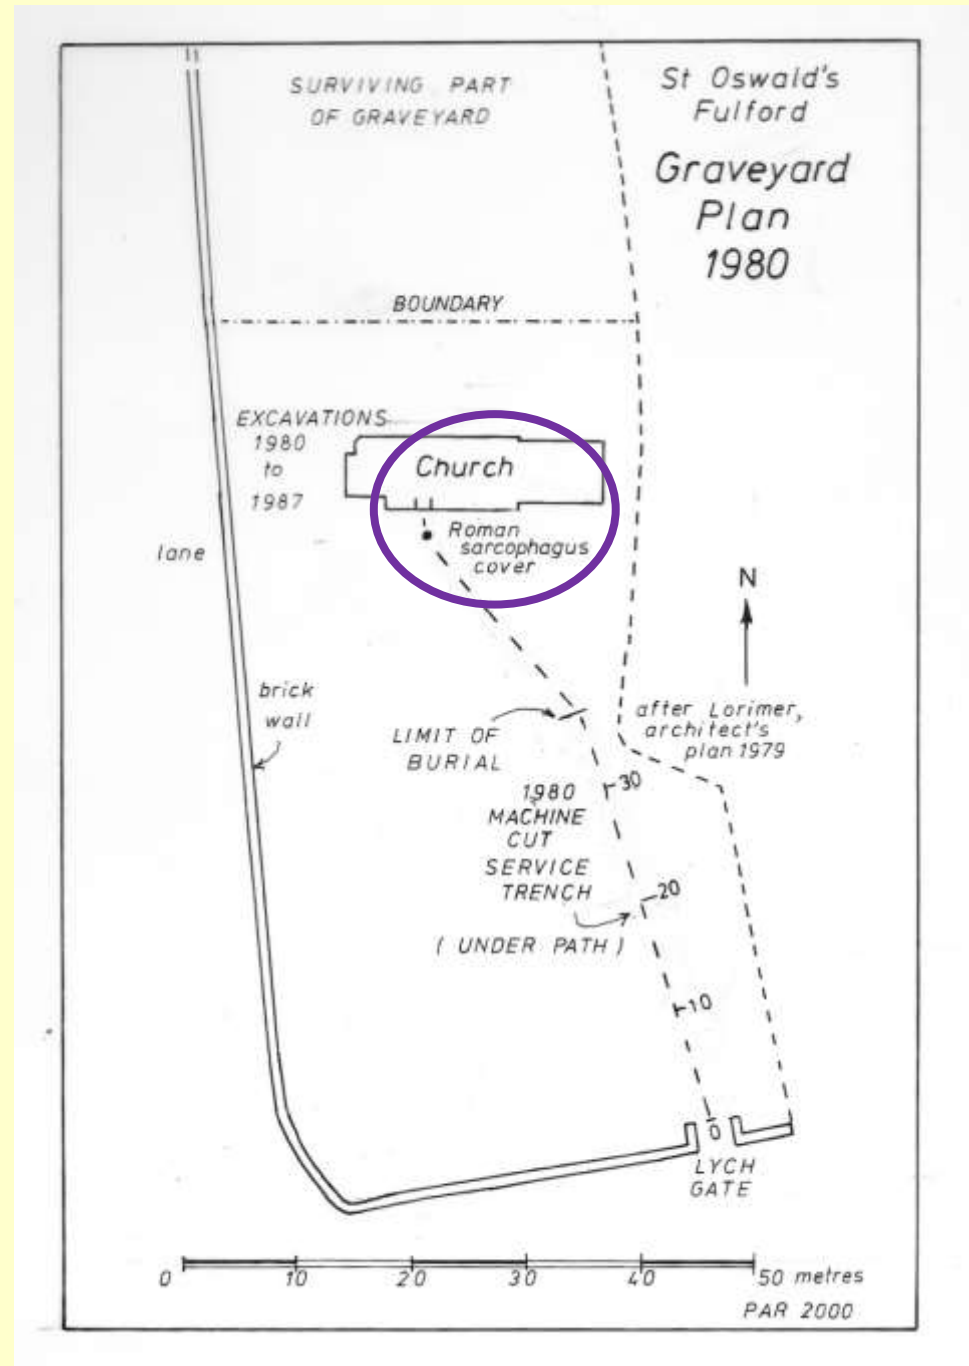 SURVIVING PART
OF GRAVEYARD
St Oswald's
Fulford
Graveyard
Plan
1980
BOUNDARY
EXCAVATIONS
1980
to
1987
Church
Roman
sarcophagus
cover
lane
N
brick
wall
after Lorimer,
architect's
plan 1979
LIMIT OF
BURIAL
30
1980
MACHINE
CUT
SERVICE
TRENCH
20
( UNDER PATH )
10
0
LYCH
GATE
0 10 20 30 40 50 metres
PAR 2000